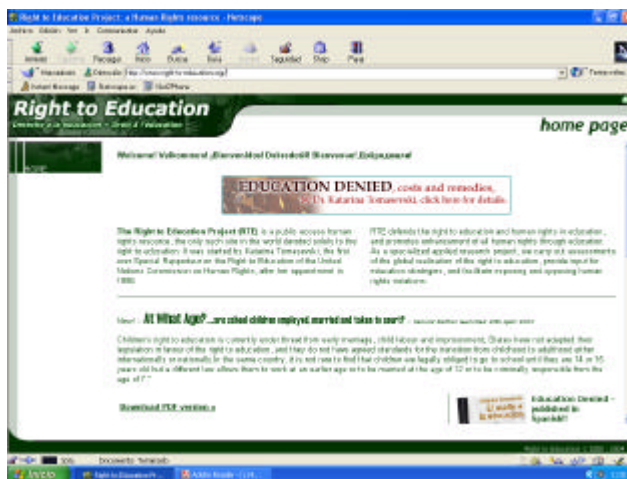 Right to Education Project: a Human Rights resource - Netscape
Archivo Edición Ver Ir Communicator Ayuda
Inicio Buscar Guía Seguridad Stop
Right to Education
home page
HOME
Welcome! Velkommen! ¡Bienvenidos! Dobrodošli! Bienvenue!
EDUCATION DENIED, costs and remedies,
Katarina Tomasevski, click here for details.
The Right to Education Project (RTE) is a public access human
rights resource, the only such site in the world devoted solely to the
right to education. It was started by Katarina Tomasevski, the first
ever Special Rapporteur on the Right to Education of the United
Nations Commission on Human Rights, after her appointment in
1998.
RTE defends the right to education and human rights in education,
and promotes enhancement of all human rights through education.
As a specialized applied research project, we carry out assessments
of the global realization of the right to education, provide input for
education strategies, and facilitate exposing and opposing human
rights violations.
New! - At What Age?...are school children employed, married and taken to court?
Children's right to education is currently under threat from early marriage, child labour and imprisonment. States have not adapted their
legislation in favour of the right to education, and they do not have agreed standards for the transition from childhood to adulthood either
internationally or nationally. In the same country, it is not rare to find that children are legally obliged to go to school until they are 14 or 16
years old but a different law allows them to work at an earlier age or to be married at the age of 12 or to be criminally responsible from the
age of 7
Download PDF version »
Education Denied -
published in
Spanish!!
Inicio